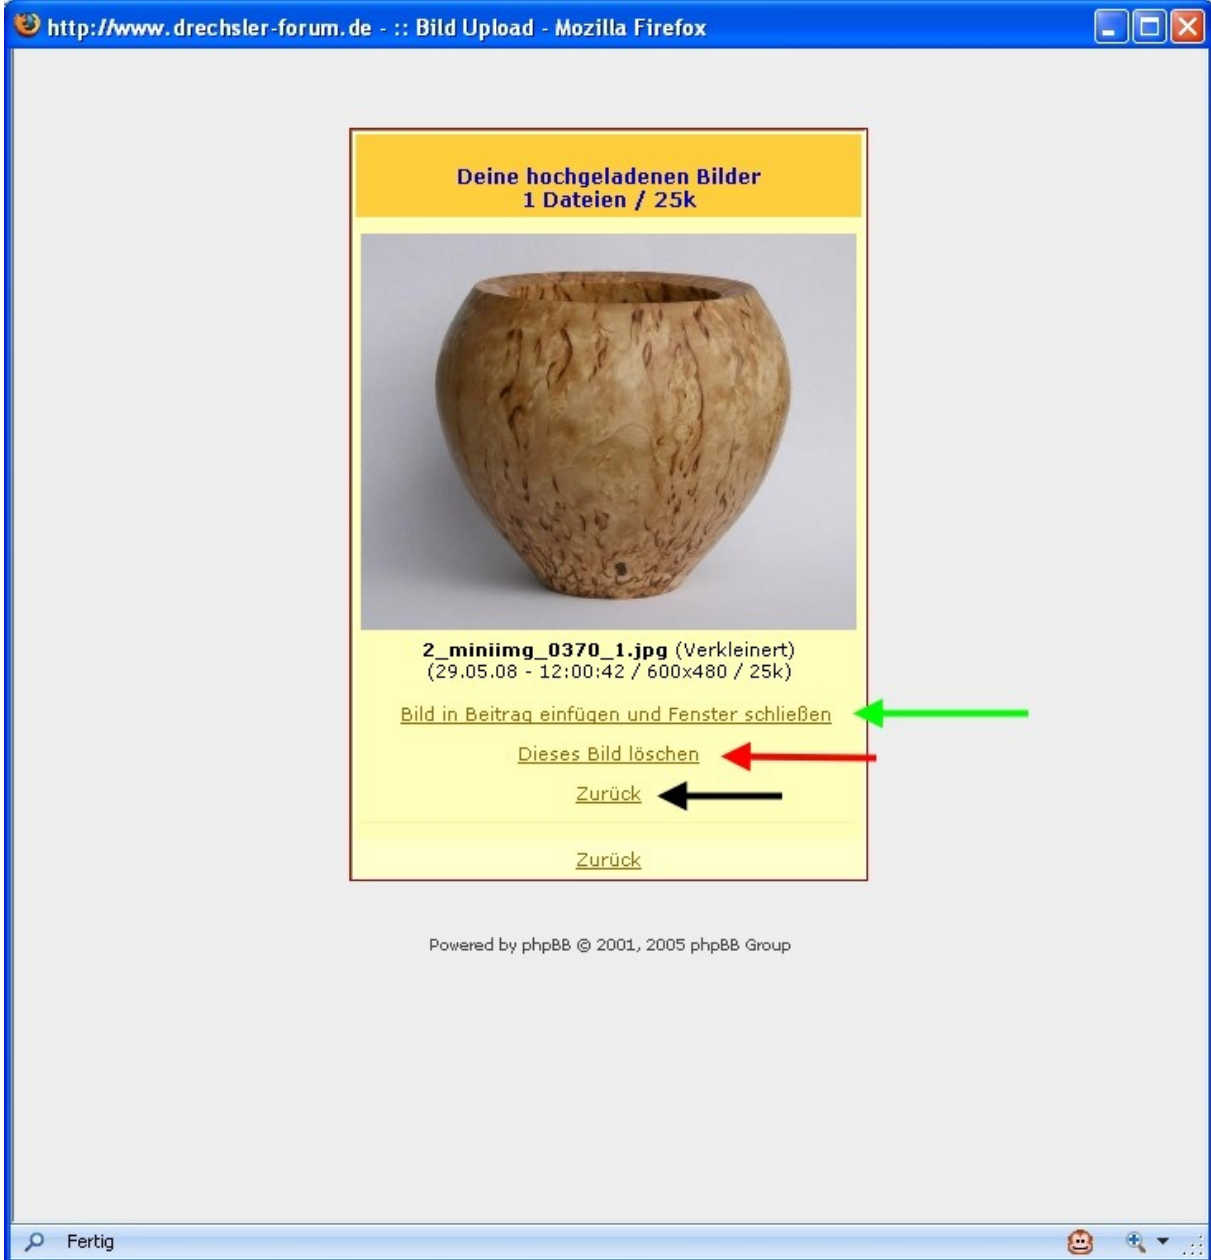 http://www.drechsler-forum.de - :: Bild Upload - Mozilla Firefox
Deine hochgeladenen Bilder
1 Dateien / 25k
2_miniimg_0370_1.jpg (Verkleinert)
(29.05.08 - 12:00:42 / 600x480 / 25k)
Bild in Beitrag einfügen und Fenster schließen
Dieses Bild löschen
Zurück
Zurück
Powered by phpBB © 2001, 2005 phpBB Group
Fertig